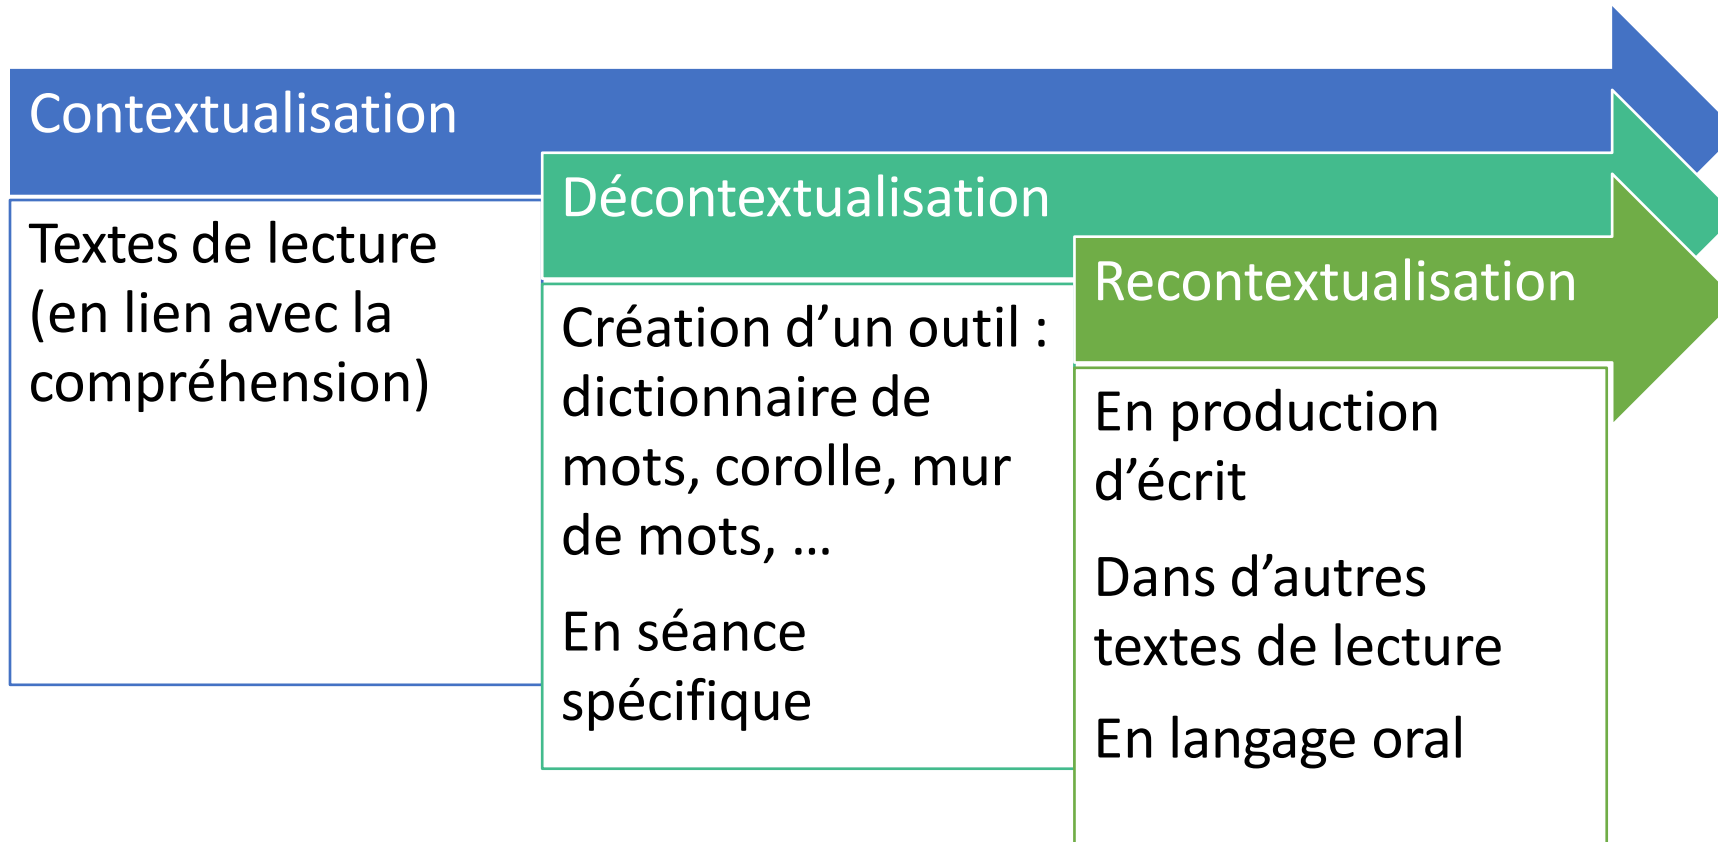 Contextualisation
Textes de lecture
(en lien avec la
compréhension)
Décontextualisation
Création d’un outil :
dictionnaire de
mots, corolle, mur
de mots, …
En séance
spécifique
Recontextualisation
En production
d’écrit
Dans d’autres
textes de lecture
En langage oral